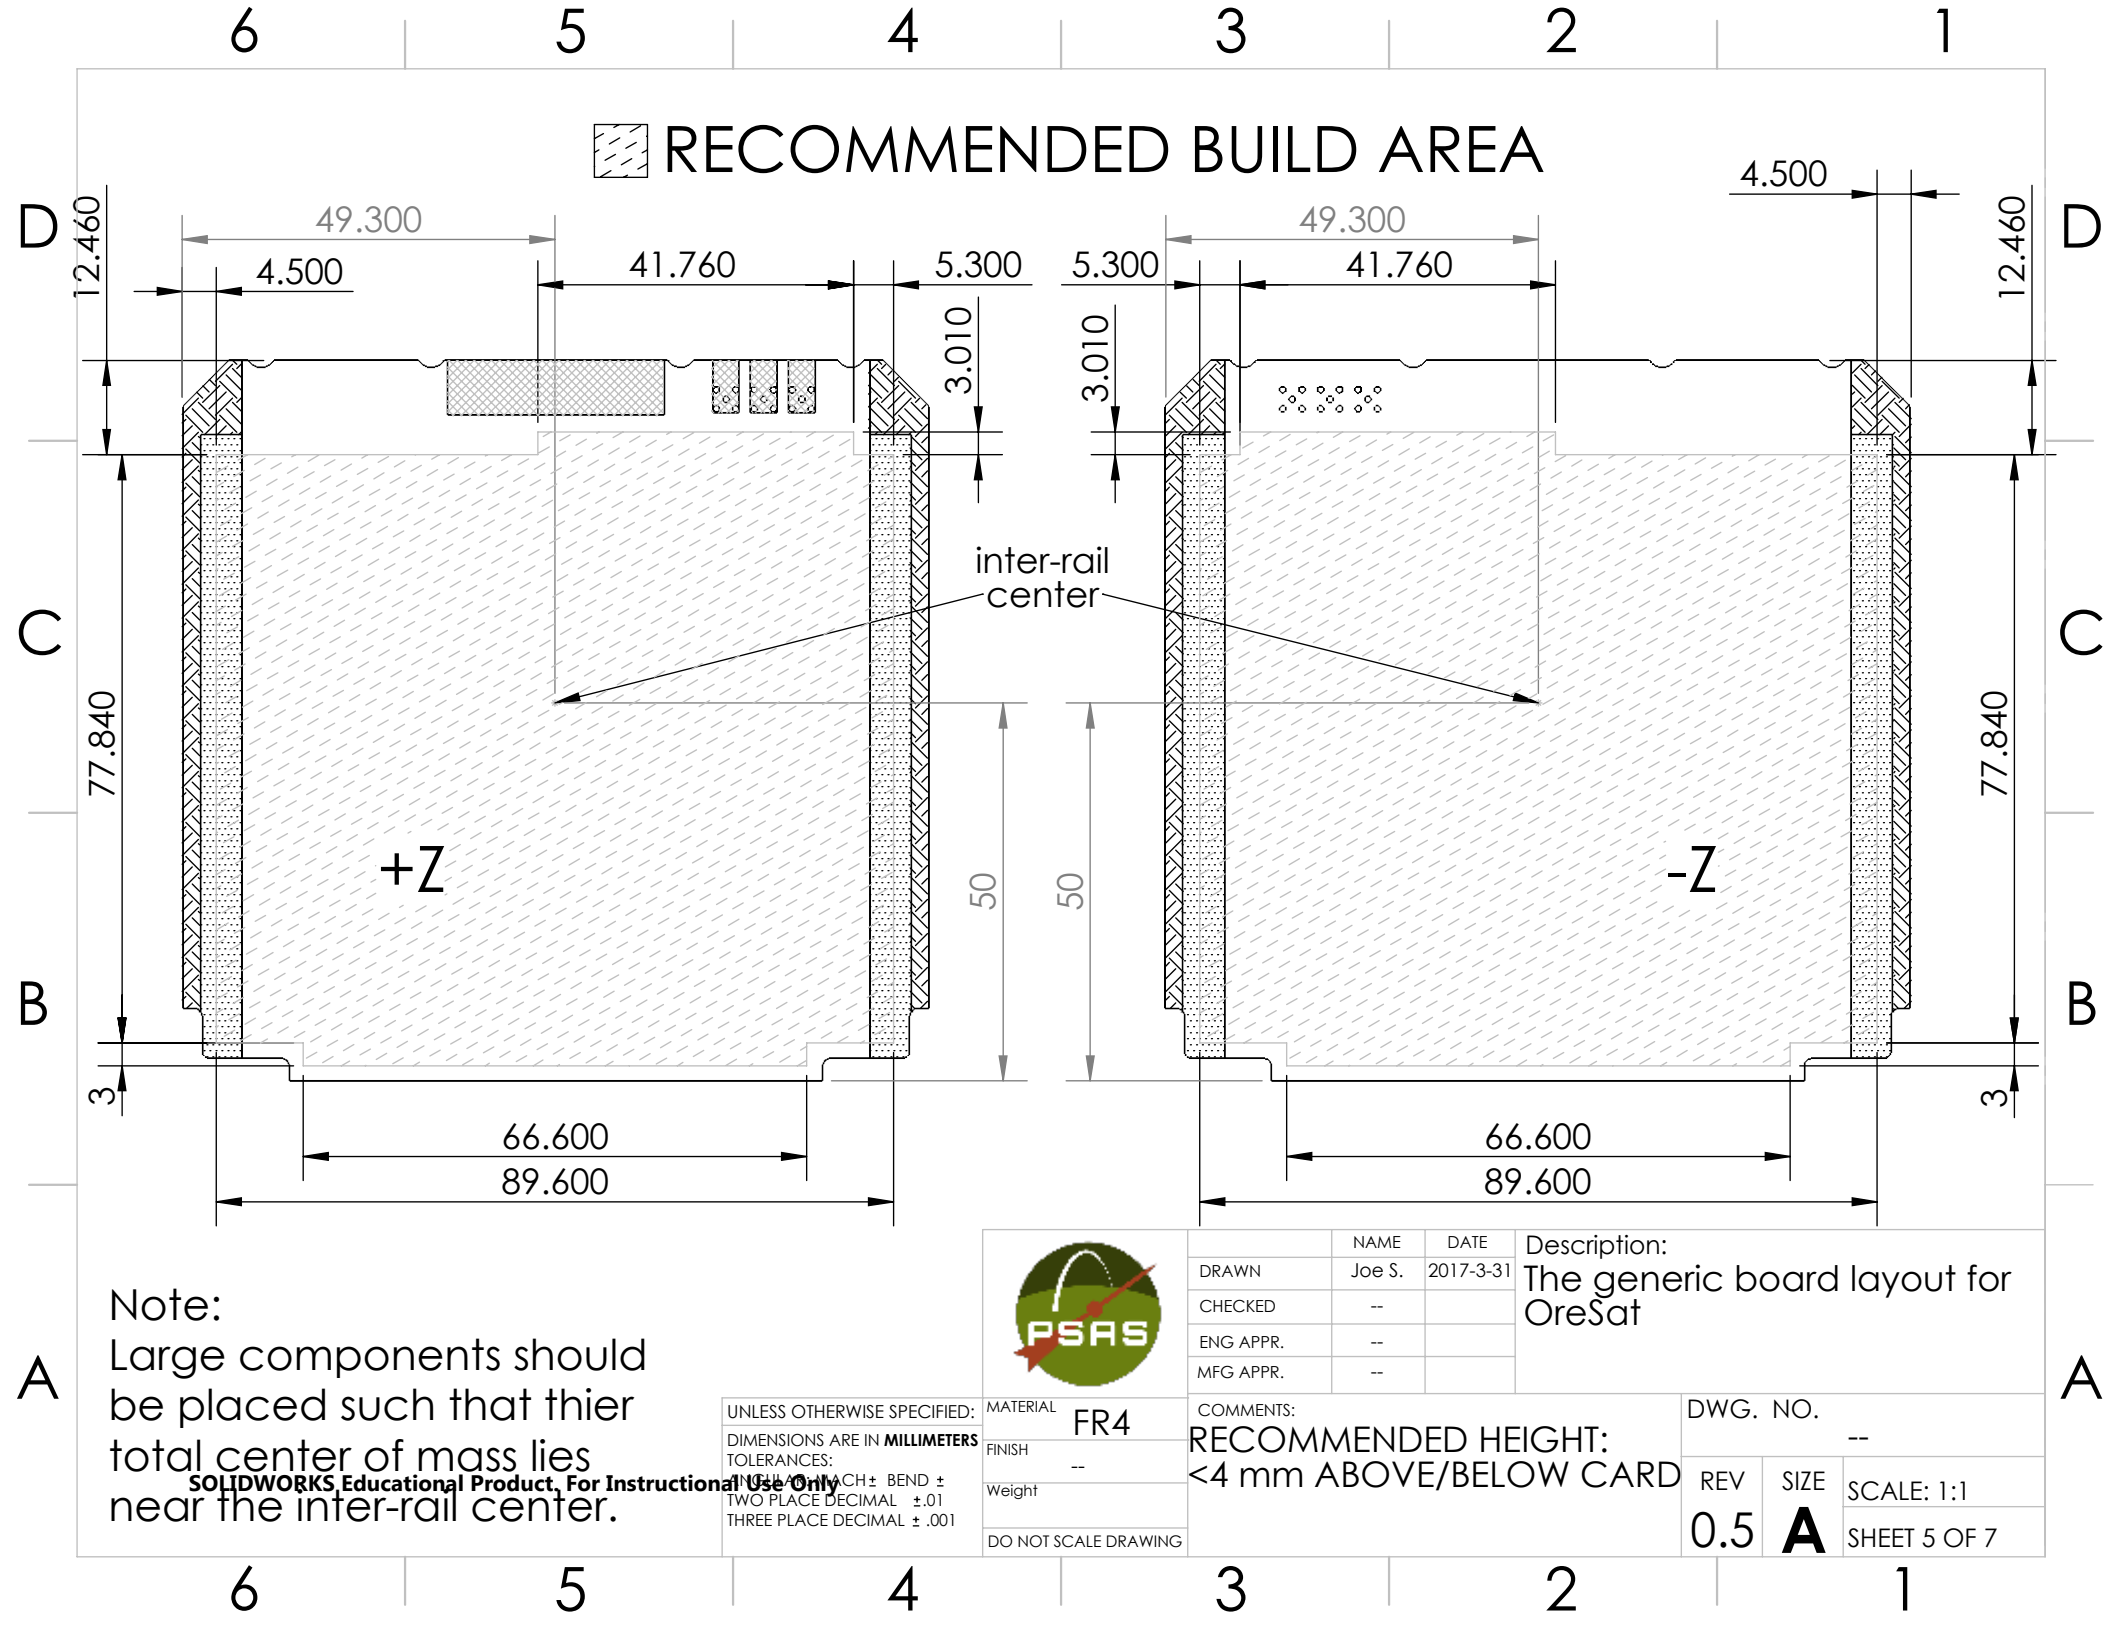 6 5 4 3 2 1
RECOMMENDED BUILD AREA
D D
12.460
49.300
4.500
41.760
5.300
3.010
49.300
4.500
5.300
41.760
12.460
3.010
inter-rail
center
C C
77.840
77.840
+Z
-Z
50
50
B B
3
3
66.600
89.600
66.600
89.600
Note:
Large components should
be placed such that thier
total center of mass lies
near the inter-rail center.
SOLIDWORKS Educational Product. For Instructional Use Only
A A
UNLESS OTHERWISE SPECIFIED:
DIMENSIONS ARE IN MILLIMETERS
TOLERANCES:
ANGULAR: MACH± BEND ±
TWO PLACE DECIMAL ±.01
THREE PLACE DECIMAL ± .001
PSAS
MATERIAL
FR4
FINISH
--
Weight
DO NOT SCALE DRAWING
NAME DATE
DRAWN Joe S. 2017-3-31
CHECKED --
ENG APPR. --
MFG APPR. --
Description:
The generic board layout for
OreSat
COMMENTS:
RECOMMENDED HEIGHT:
<4 mm ABOVE/BELOW CARD
DWG. NO.
--
REV
0.5
SIZE
A
SCALE: 1:1
SHEET 5 OF 7
6 5 4 3 2 1